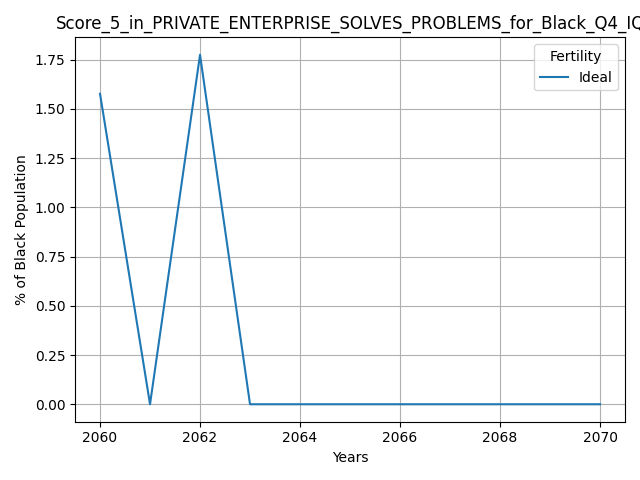 Score_5_in_PRIVATE_ENTERPRISE_SOLVES_PROBLEMS_for_Black_Q4_IQ
Fertility
Ideal
1.75
1.50
1.25
1.00
0.75
0.50
0.25
0.00
% of Black Population
2060 2062 2064 2066 2068 2070
Years